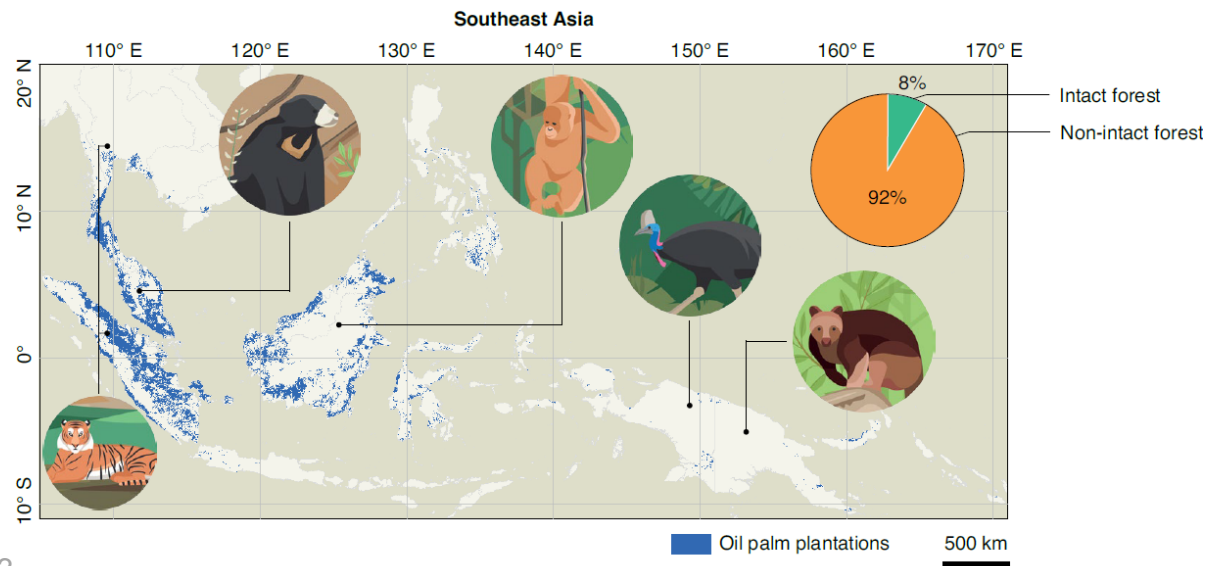 Southeast Asia
110° E 120° E 130° E 140° E 150° E 160° E 170° E
20° N
10° N
0°
10° S
8%
92%
Intact forest
Non-intact forest
Oil palm plantations
500 km